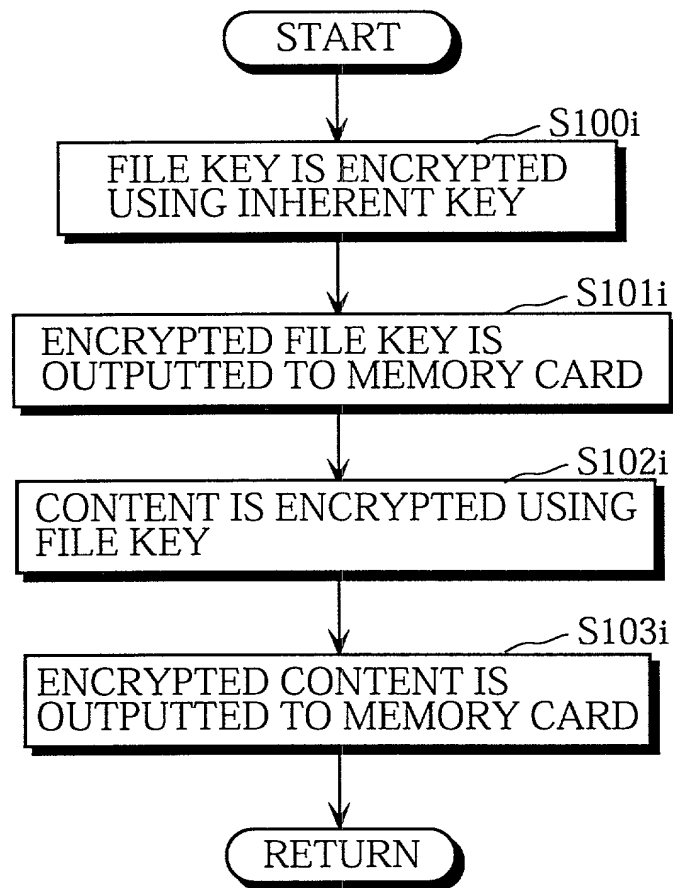 START
S100i
FILE KEY IS ENCRYPTED
USING INHERENT KEY
S101i
ENCRYPTED FILE KEY IS
OUTPUTTED TO MEMORY CARD
S102i
CONTENT IS ENCRYPTED USING
FILE KEY
S103i
ENCRYPTED CONTENT IS
OUTPUTTED TO MEMORY CARD
RETURN